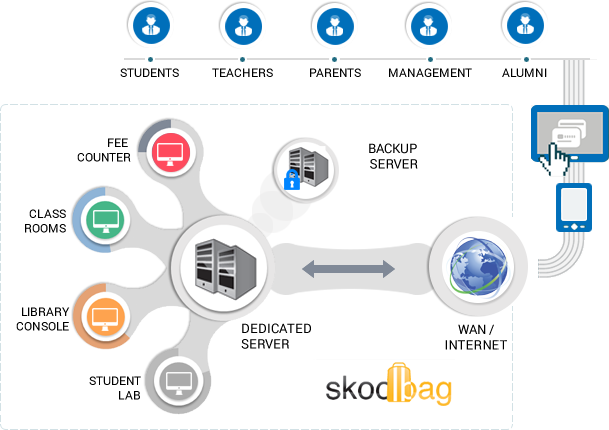 STUDENTS
TEACHERS
PARENTS
MANAGEMENT
ALUMNI
FEE
COUNTER
BACKUP
SERVER
CLASS
ROOMS
LIBRARY
CONSOLE
DEDICATED
SERVER
WAN /
INTERNET
STUDENT
LAB
skoolbag